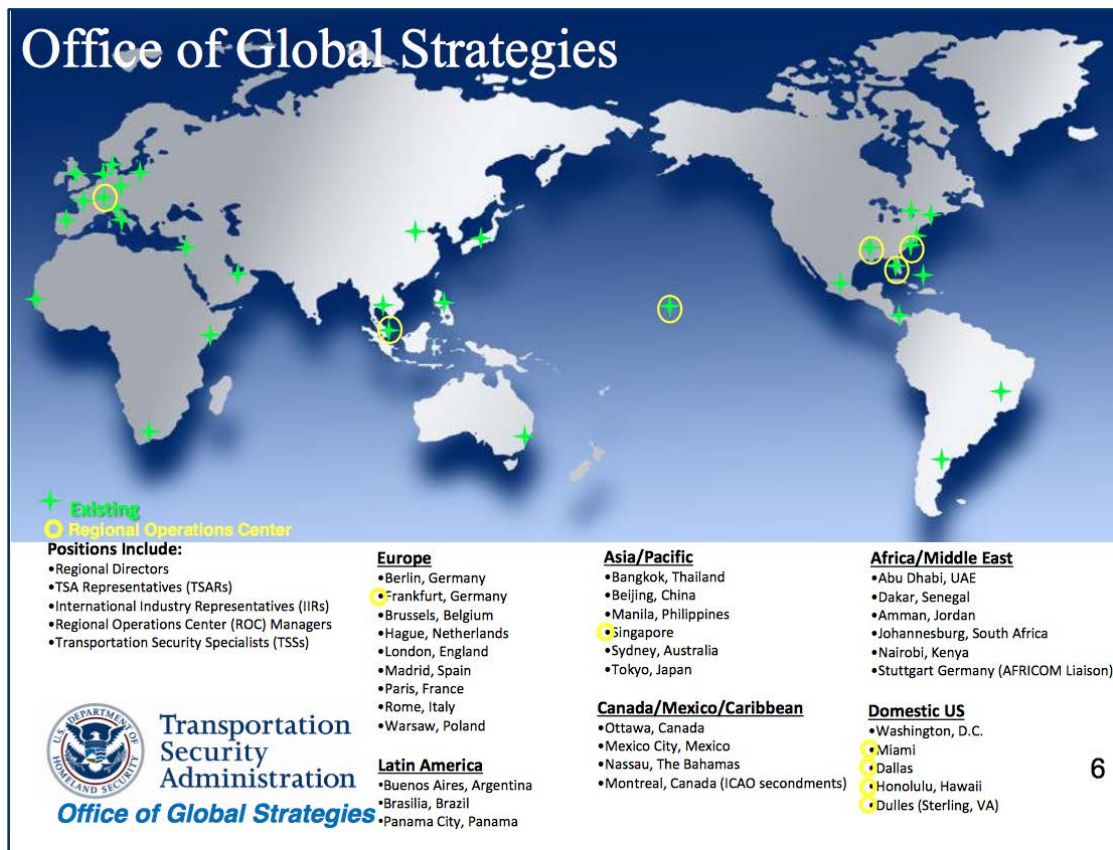 Office of Global Strategies
Existing
Regional Operations Center
Positions Include:
•Regional Directors
•TSA Representatives (TSARs)
•International Industry Representatives (IIRs)
•Regional Operations Center (ROC) Managers
•Transportation Security Specialists (TSSs)
Europe
•Berlin, Germany
•Frankfurt, Germany
•Brussels, Belgium
•Hague, Netherlands
•London, England
•Madrid, Spain
•Paris, France
•Rome, Italy
•Warsaw, Poland
Latin America
•Buenos Aires, Argentina
•Brasilia, Brazil
•Panama City, Panama
Asia/Pacific
•Bangkok, Thailand
•Beijing, China
•Manila, Philippines
•Singapore
•Sydney, Australia
•Tokyo, Japan
Canada/Mexico/Caribbean
•Ottawa, Canada
•Mexico City, Mexico
•Nassau, The Bahamas
•Montreal, Canada (ICAO secondments)
Africa/Middle East
•Abu Dhabi, UAE
•Dakar, Senegal
•Amman, Jordan
•Johannesburg, South Africa
•Nairobi, Kenya
•Stuttgart Germany (AFRICOM Liaison)
Domestic US
•Washington, D.C.
•Miami
•Dallas
•Honolulu, Hawaii
•Dulles (Sterling, VA)
U.S. DEPARTMENT OF
HOMELAND SECURITY
Transportation
Security
Administration
Office of Global Strategies
6